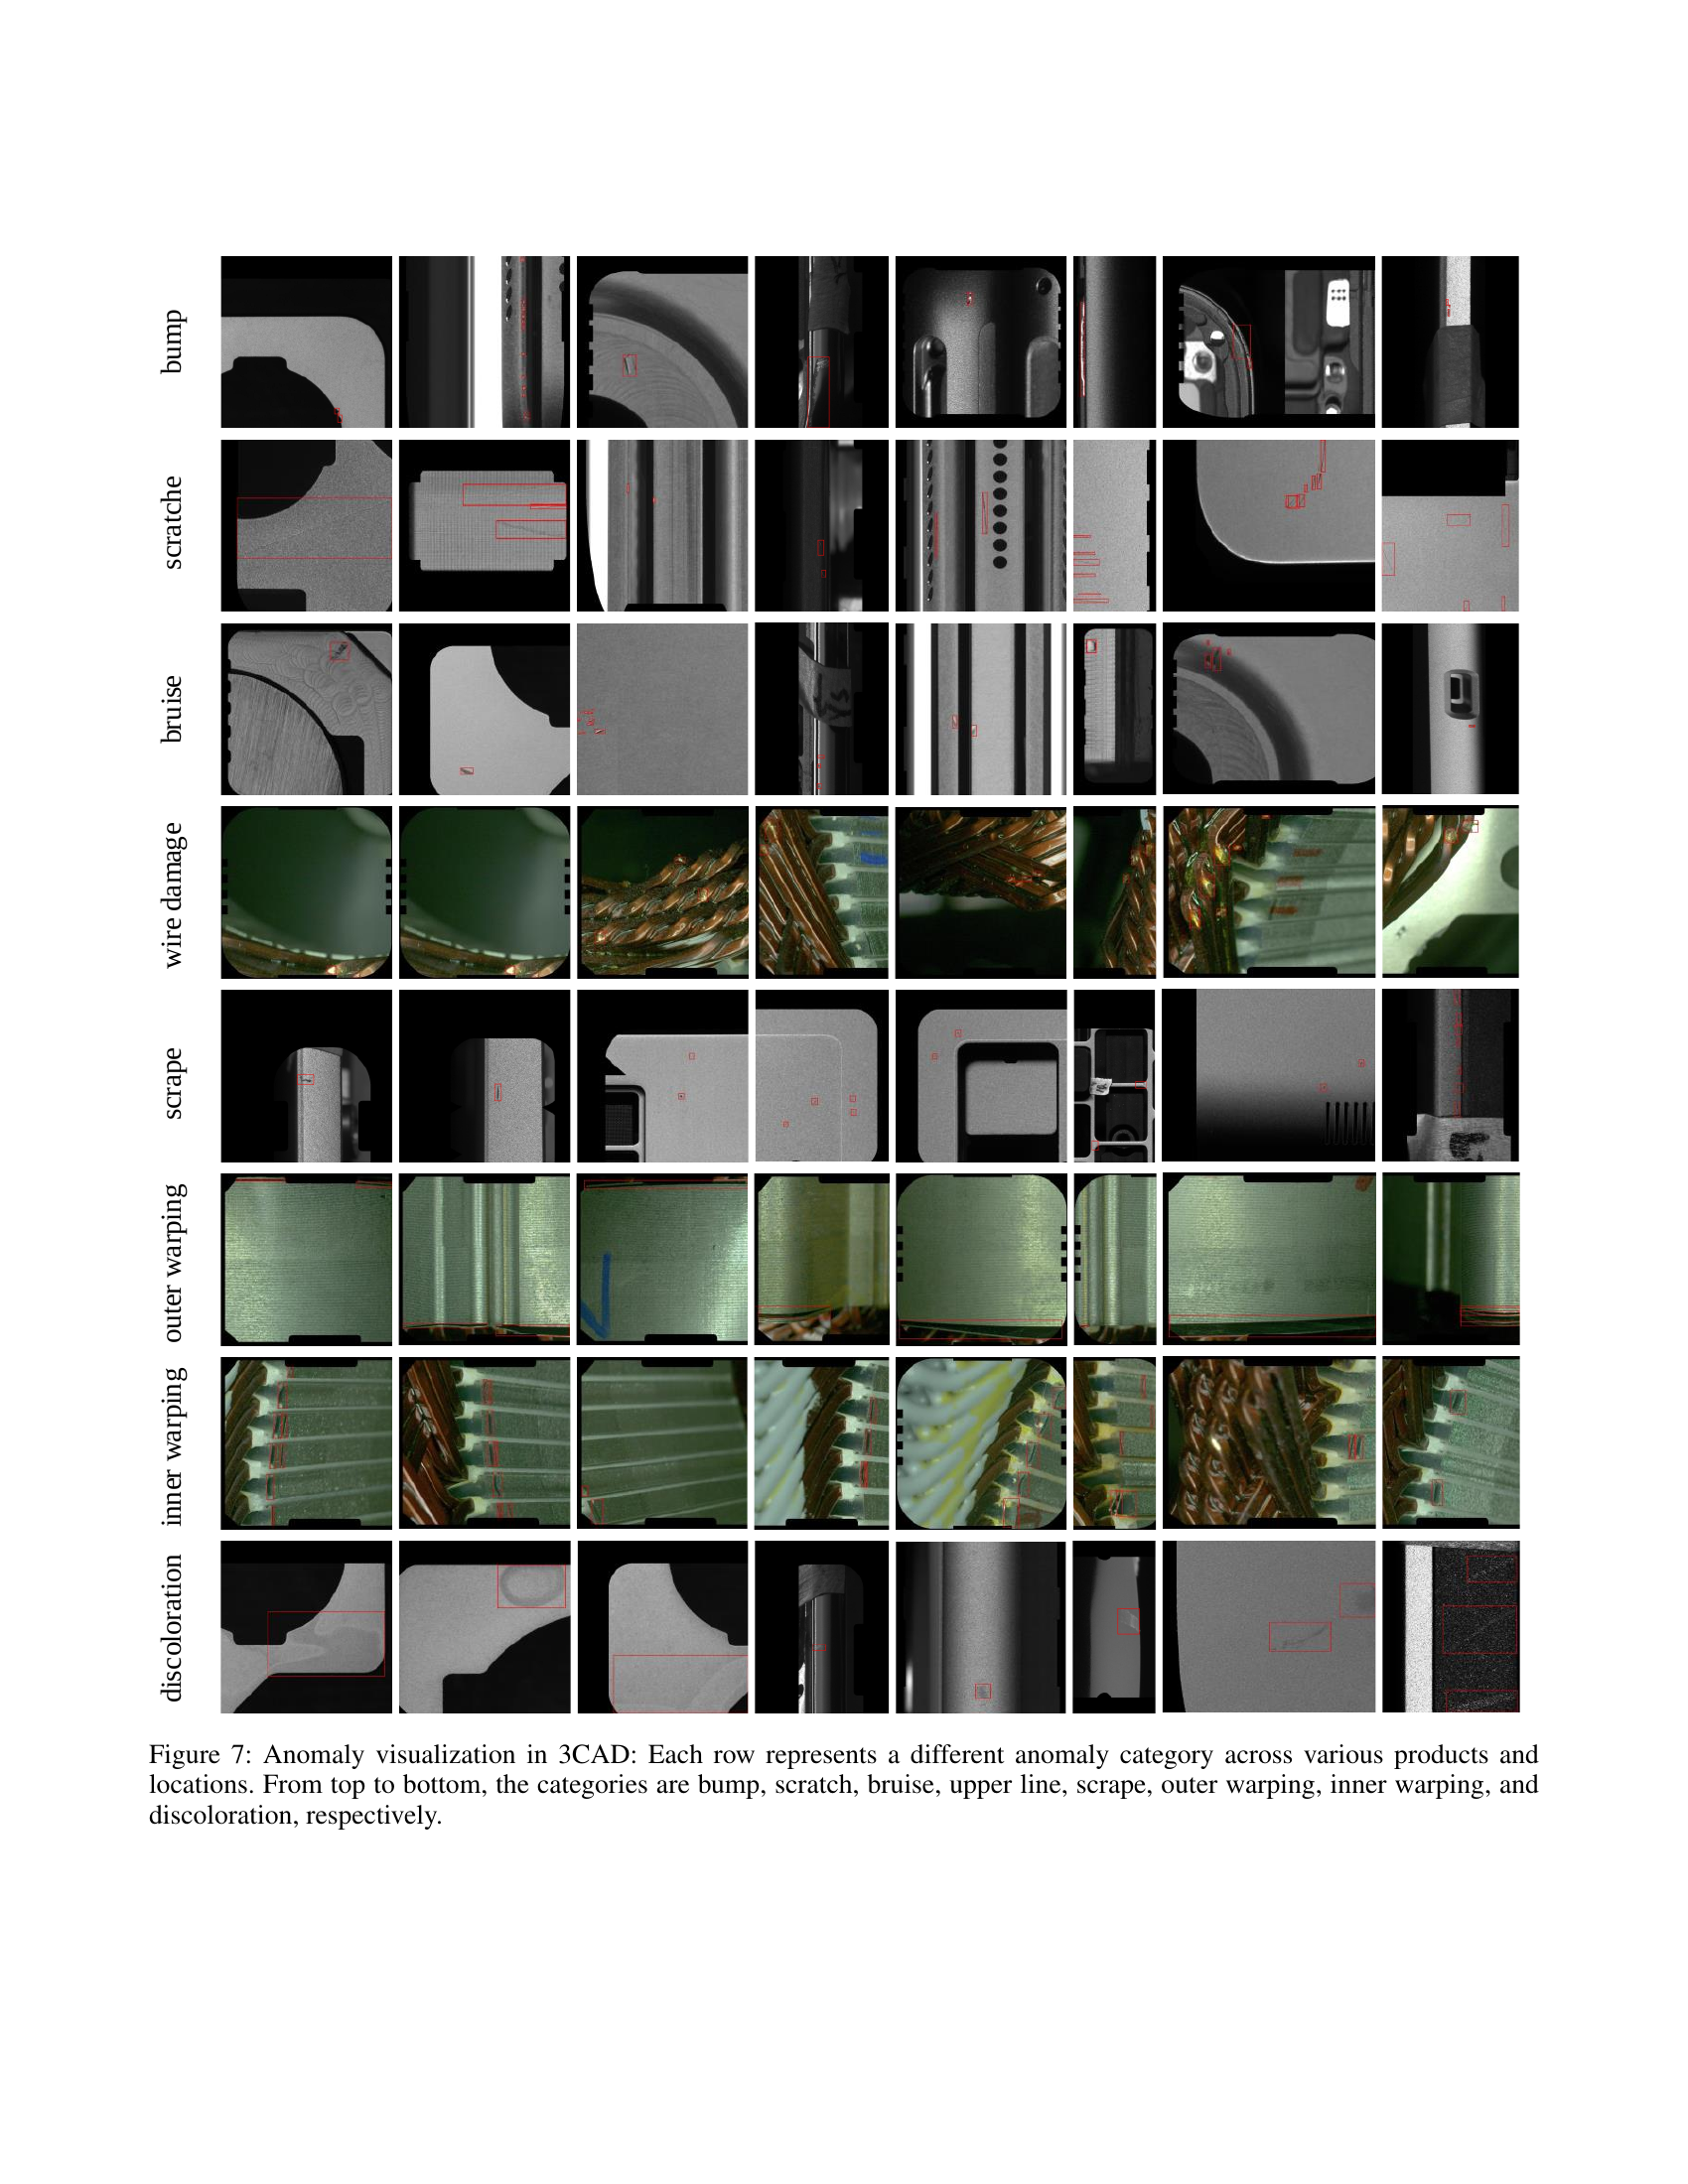 bump
scratche
bruise
wire damage
scrape
outer warping
inner warping
discoloration
Figure 7: Anomaly visualization in 3CAD: Each row represents a different anomaly category across various products and
locations. From top to bottom, the categories are bump, scratch, bruise, upper line, scrape, outer warping, inner warping, and
discoloration, respectively.